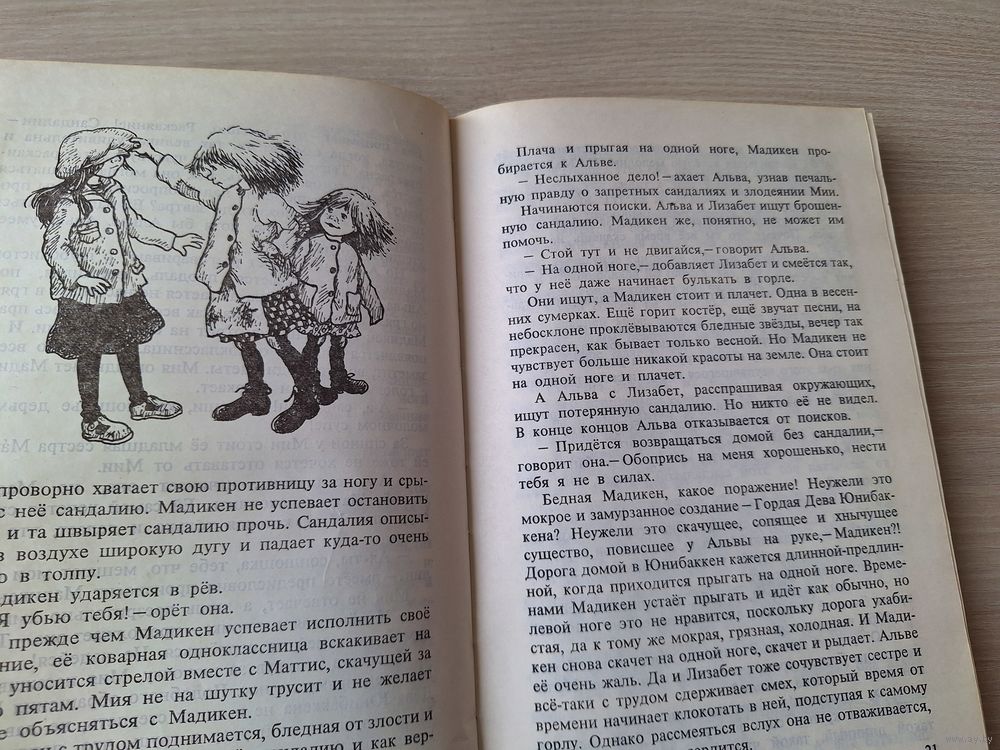 проворно хватает свою противницу за ногу и сры-
с неё сандалию. Мадикен не успевает остановить
и та швыряет сандалию прочь. Сандалия описы-
в воздухе широкую дугу и падает куда-то очень
о в толпу.
дикен ударяется в рёв.
Я убью тебя! — орёт она.
прежде чем Мадикен успевает исполнить своё
ние, её коварная одноклассница вскакивает на
уносится стрелой вместе с Маттис, скачущей за
пятам. Мия не на шутку трусит и не желает
е объясняться с Мадикен.
с трудом поднимается, бледная от злости и
Плача и прыгая на одной ноге, Мадикен про-
бирается к Альве.
— Неслыханное дело! — ахает Альва, узнав печаль-
ную правду о запретных сандалиях и злодеянии Мии.
Начинаются поиски. Альва и Лизабет ищут брошен-
ную сандалию. Мадикен же, понятно, не может им
помочь.
— Стой тут и не двигайся,— говорит Альва.
— На одной ноге,— добавляет Лизабет и смеётся так,
что у неё даже начинает булькать в горле.
Они ищут, а Мадикен стоит и плачет. Одна в весен-
них сумерках. Ещё горит костёр, ещё звучат песни, на
небосклоне проклёвываются бледные звёзды, вечер так
прекрасен, как бывает только весной. Но Мадикен не
чувствует больше никакой красоты на земле. Она стоит
на одной ноге и плачет.
А Альва с Лизабет, расспрашивая окружающих,
ищут потерянную сандалию. Но никто её не видел.
В конце концов Альва отказывается от поисков.
— Придётся возвращаться домой без сандалии,—
говорит она.— Обопрись на меня хорошенько, нести
тебя я не в силах.
Бедная Мадикен, какое поражение! Неужели это
мокрое и замурзанное создание — Гордая Дева Юнибак-
кена? Неужели это скачущее, сопящее и хнычущее
существо, повисшее у Альвы на руке,— Мадикен?!
Дорога домой в Юнибаккен кажется длинной-предлин-
ной, когда приходится прыгать на одной ноге. Време-
нами Мадикен устаёт прыгать и идёт как обычно, но
левой ноге это не нравится, поскольку дорога ухаби-
стая, да к тому же мокрая, грязная, холодная. И Мади-
кен снова скачет на одной ноге, скачет и рыдает. Альве
её очень жаль. Да и Лизабет тоже сочувствует сестре и
всё-таки с трудом сдерживает смех, который время от
времени начинает клокотать в ней, подступая к самому
горлу. Однако рассмеяться вслух она не отваживается,